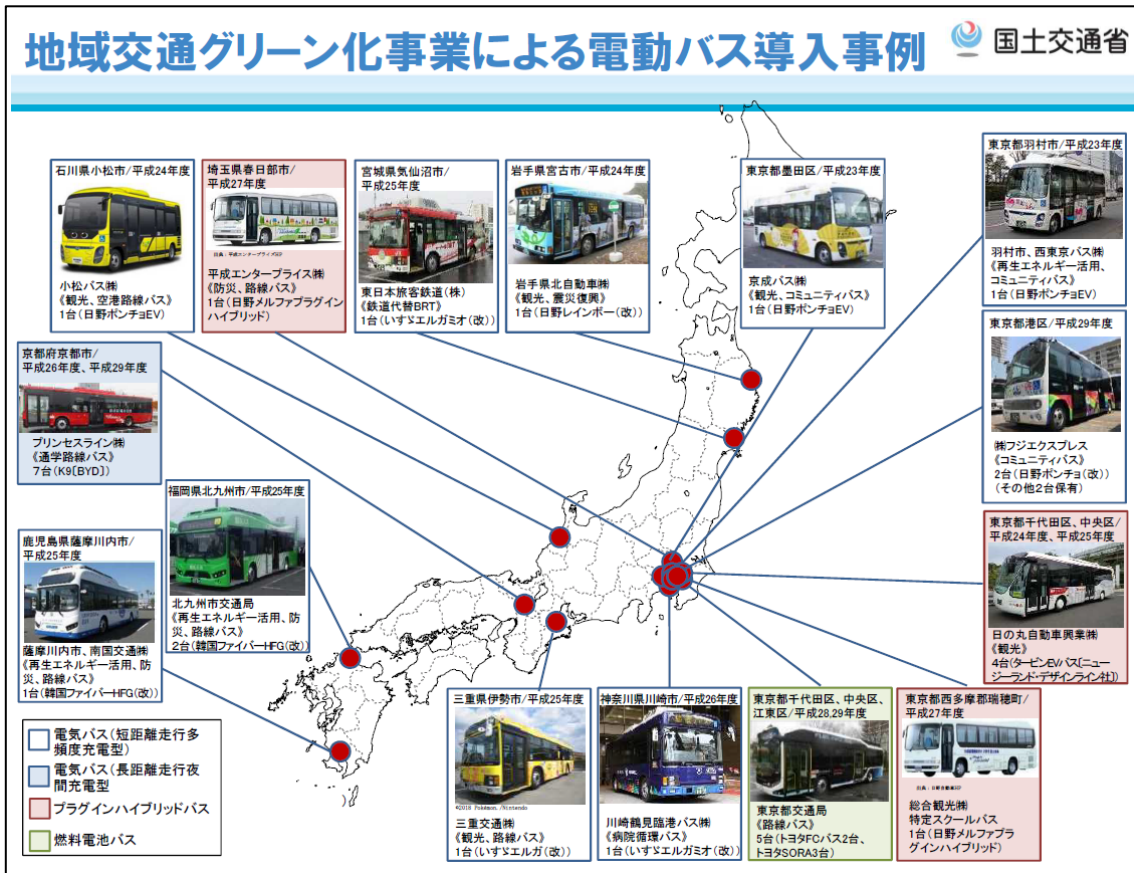 地域交通グリーン化事業による電動バス導入事例
国土交通省
石川県小松市/平成24年度
小松バス㈱
《観光、空港路線バス》
1台(日野ポンチョEV)
埼玉県春日部市/
平成27年度
平成エンタープライス㈱
《防災、路線バス》
1台(日野メルファプラグイン
ハイブリッド)
宮城県気仙沼市/
平成25年度
東日本旅客鉄道(株)
《鉄道代替BRT》
1台(いすゞエルガミオ(改))
岩手県宮古市/平成24年度
岩手県北自動車㈱
《観光、震災復興》
1台(日野レインボー(改))
東京都墨田区/平成23年度
京成バス㈱
《観光、コミュニティバス》
1台(日野ポンチョEV)
東京都羽村市/平成23年度
羽村市、西東京バス㈱
《再生エネルギー活用、
コミュニティバス》
1台(日野ポンチョEV)
東京都港区/平成29年度
㈱フジエクスプレス
《コミュニティバス》
2台(日野ポンチョ(改))
(その他2台保有)
京都府京都市/
平成26年度、平成29年度
プリンセスライン㈱
《通学路線バス》
7台(K9[BYD])
福岡県北九州市/平成25年度
北九州市交通局
《再生エネルギー活用、防
災、路線バス》
2台(韓国ファイバーHFG(改))
鹿児島県薩摩川内市/
平成25年度
薩摩川内市、南国交通㈱
《再生エネルギー活用、防
災、路線バス》
1台(韓国ファイバーHFG(改))
東京都千代田区、中央区/
平成24年度、平成25年度
日の丸自動車興業㈱
《観光》
4台(タービンEVバス[ニュー
ジーランド・デザインライン社])
三重県伊勢市/平成25年度
©2018 Pokémon./Nintendo
三重交通㈱
《観光、路線バス》
1台(いすゞエルガ(改))
神奈川県川崎市/平成26年度
川崎鶴見臨港バス㈱
《病院循環バス》
1台(いすゞエルガミオ(改))
東京都千代田区、中央区、
江東区/平成28,29年度
東京都交通局
《路線バス》
5台(トヨタFCバス2台、
トヨタSORA3台)
東京都西多摩郡瑞穂町/
平成27年度
総合観光㈱
特定スクールバス
1台(日野メルファプラ
グインハイブリッド)
電気バス(短距離走行多
頻度充電型)
電気バス(長距離走行夜
間充電型)
プラグインハイブリッドバス
燃料電池バス